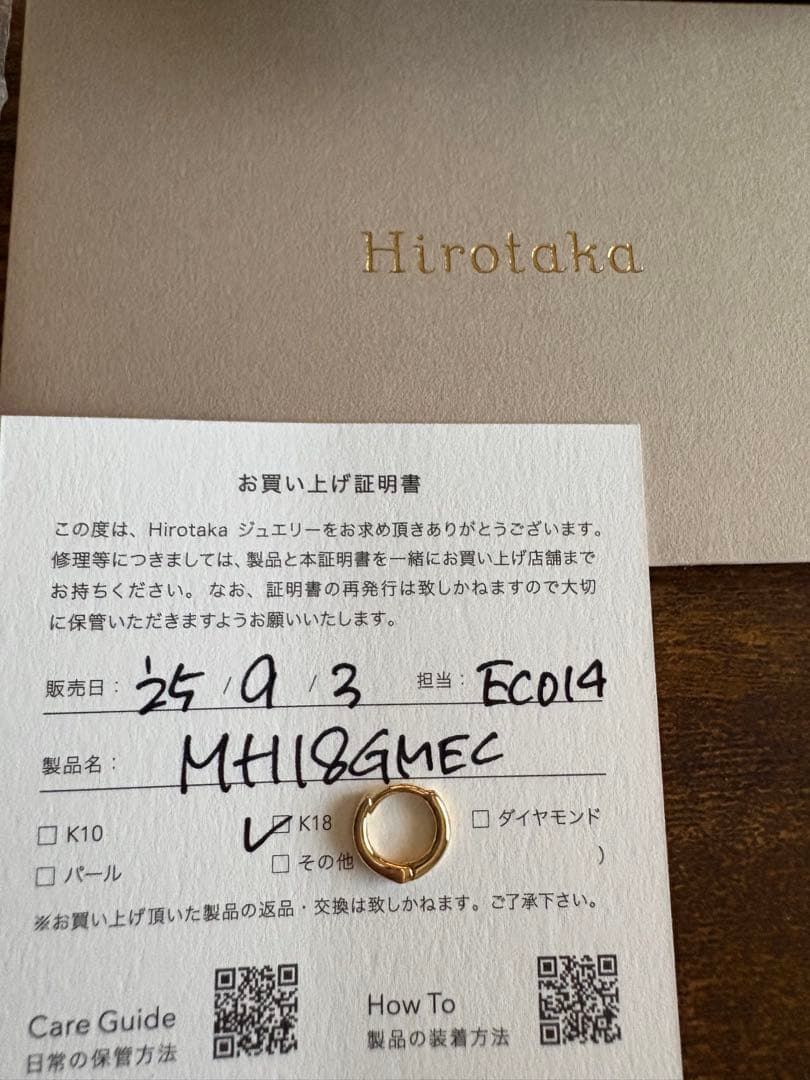 Hirotaka
お買い上げ証明書
この度は、Hirotaka ジュエリーをお求め頂きありがとうございます。
修理等につきましては、製品と本証明書を一緒にお買い上げ店舗まで
お持ちください。なお、証明書の再発行は致しかねますので大切
に保管いただきますようお願いいたします。
販売日： '25 / 9 / 3 担当： EC014
製品名： MH18GMEC
□ K10 ☑ K18 □ ダイヤモンド
□ パール □ その他 ）
※お買い上げ頂いた製品の返品・交換は致しかねます。ご了承下さい。
Care Guide How To
日常の保管方法 製品の装着方法